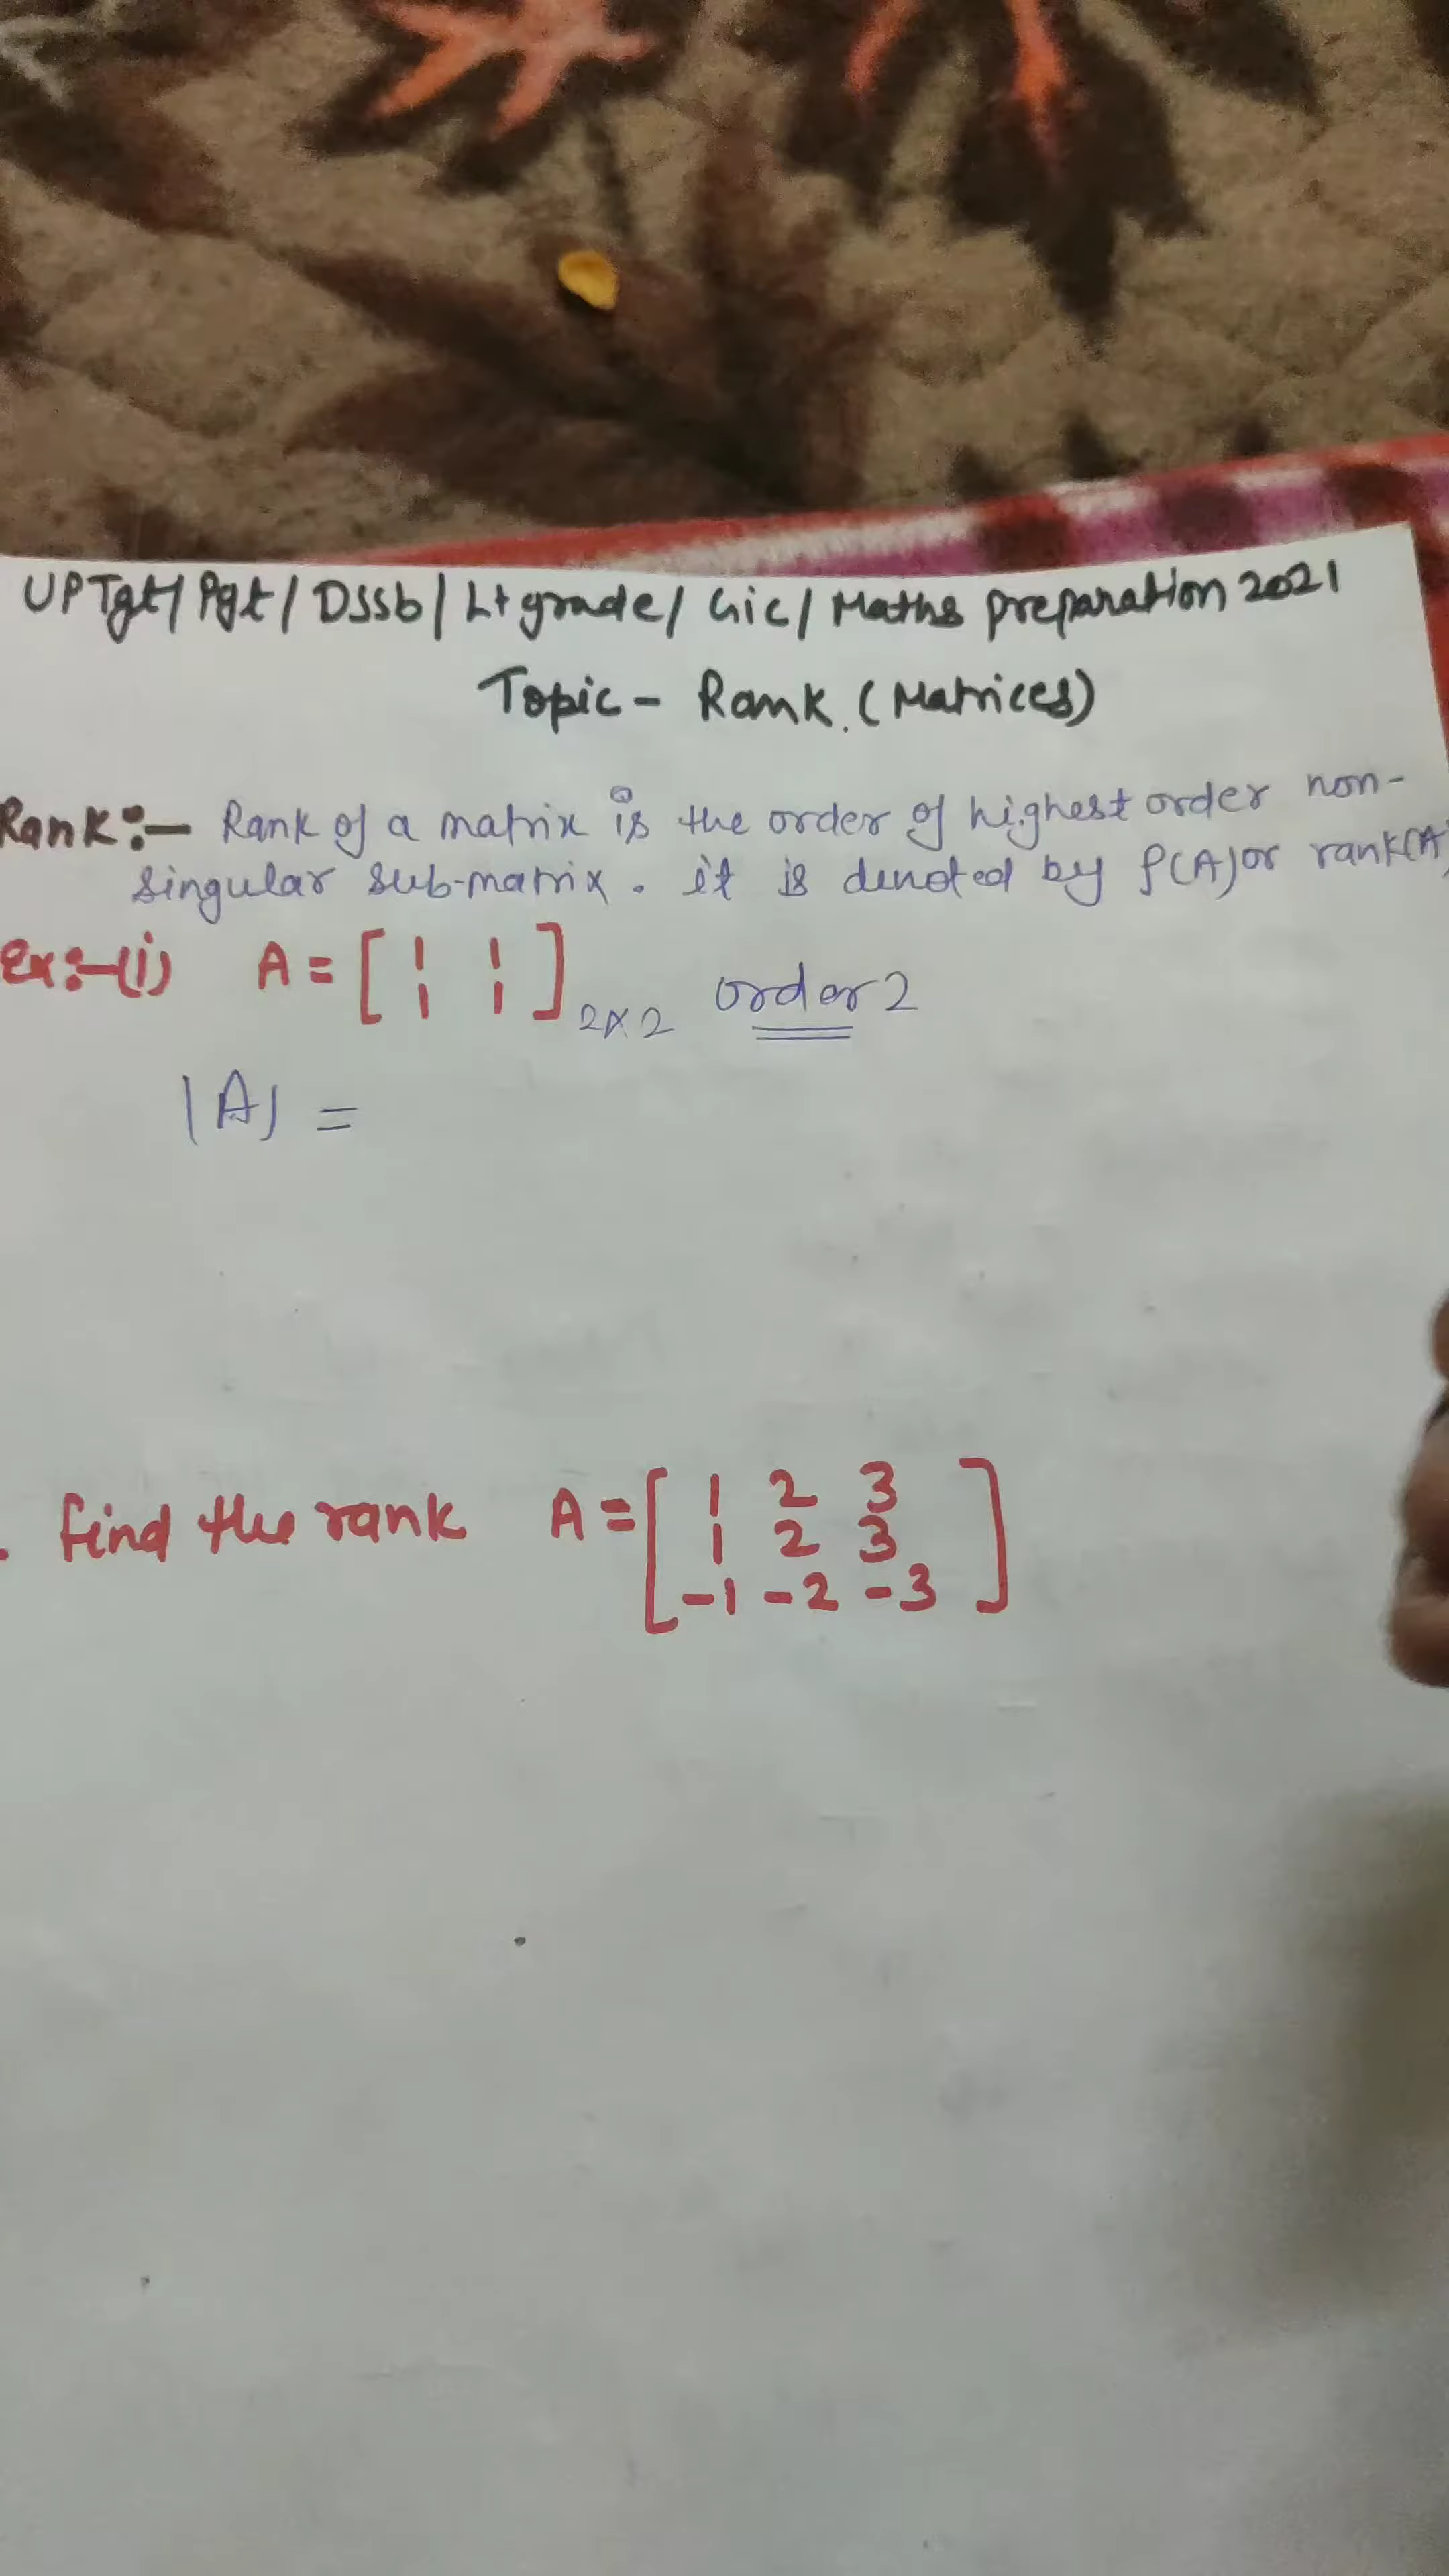 UP Tgt/Pgt/Dssb/Lt grade/Gic/Maths preparation 2021
Topic - Rank. (Matrices)
Rank:- Rank of a matrix is the order of highest order non-
singular sub-matrix. it is denoted by ρ(A) or rank(A)
Ex:-(i) A = [ 1 1 ]
1 1 2×2 order 2
|A| =
. find the rank A = [ 1 2 3 ]
1 2 3
-1 -2 -3